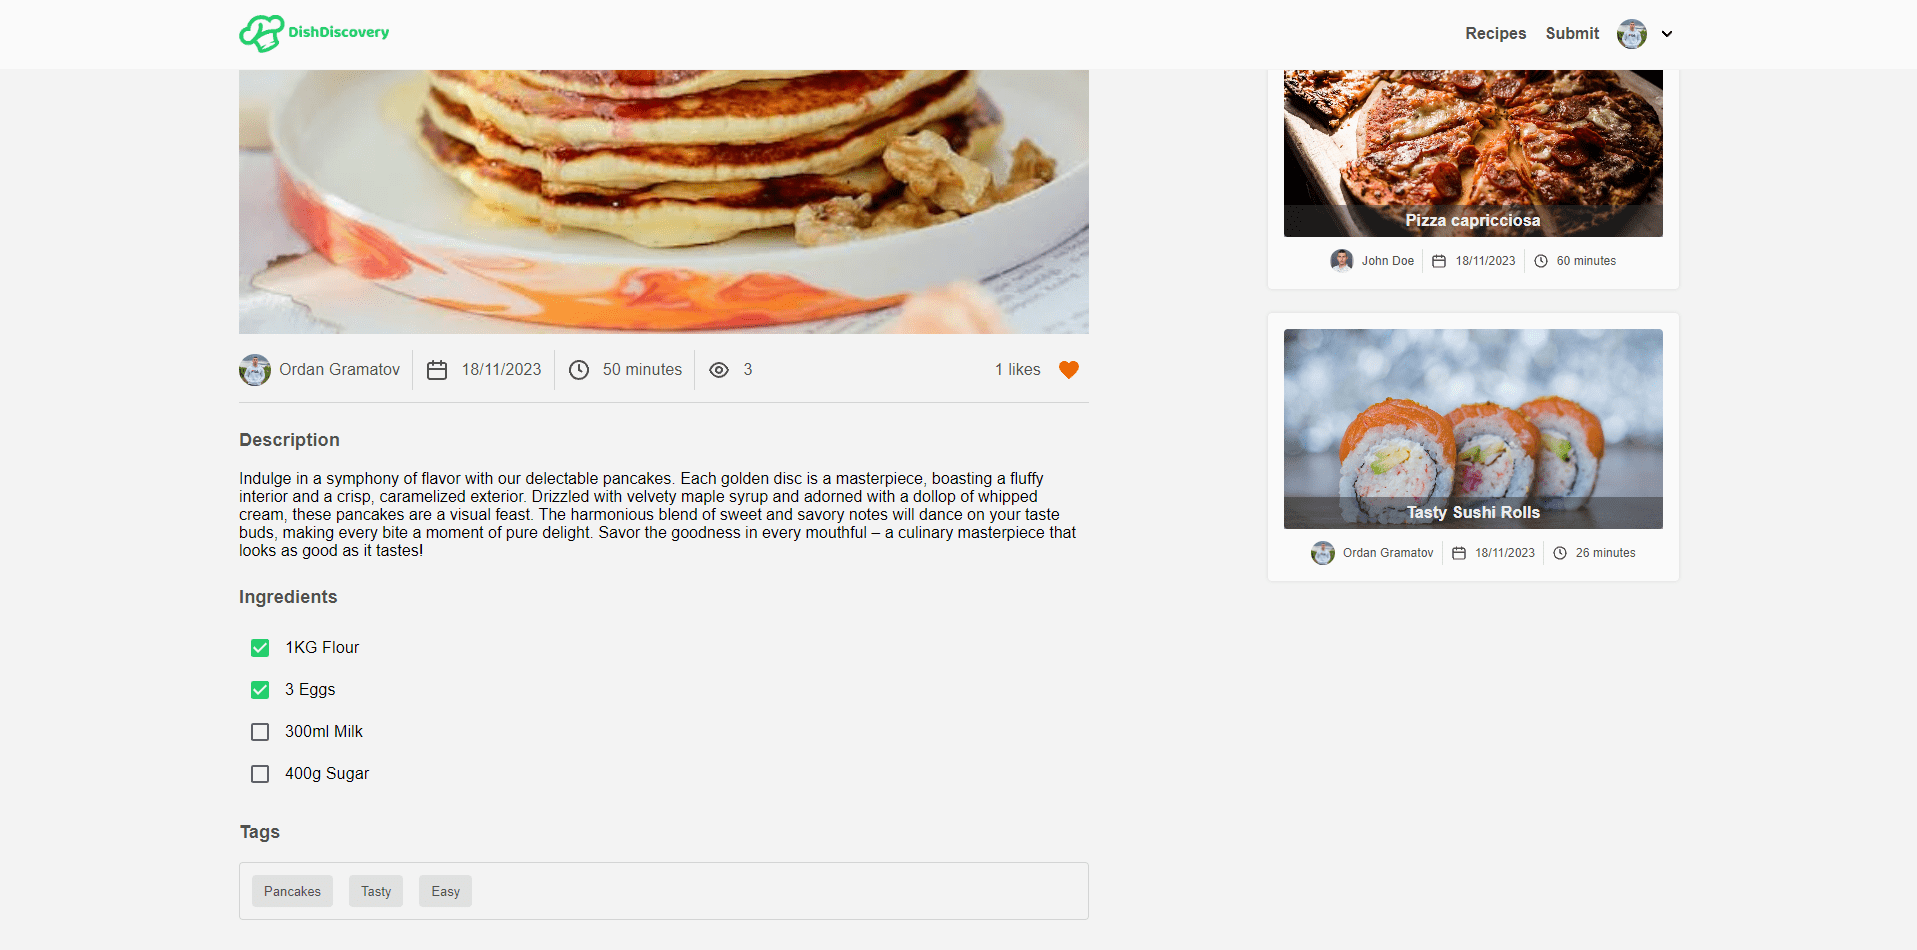 DishDiscovery
Recipes
Submit
Ordan Gramatov
18/11/2023
50 minutes
3
1 likes
Description
Indulge in a symphony of flavor with our delectable pancakes. Each golden disc is a masterpiece, boasting a fluffy
interior and a crisp, caramelized exterior. Drizzled with velvety maple syrup and adorned with a dollop of whipped
cream, these pancakes are a visual feast. The harmonious blend of sweet and savory notes will dance on your taste
buds, making every bite a moment of pure delight. Savor the goodness in every mouthful – a culinary masterpiece that
looks as good as it tastes!
Ingredients
1KG Flour
3 Eggs
300ml Milk
400g Sugar
Tags
Pancakes
Tasty
Easy
Pizza capricciosa
John Doe
18/11/2023
60 minutes
Tasty Sushi Rolls
Ordan Gramatov
18/11/2023
26 minutes